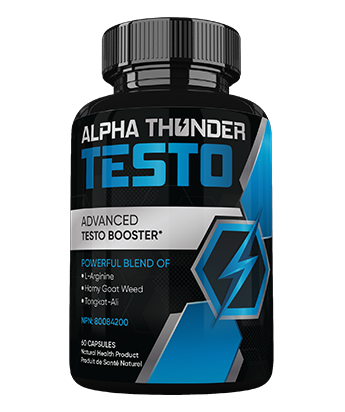 ALPHA THUNDER
TESTO
ADVANCED
TESTO BOOSTER*
POWERFUL BLEND OF
• L-Arginine
• Horny Goat Weed
• Tongkat-Ali
NPN: 80084200
60 CAPSULES
Natural Health Product
Produit de Santé Naturel